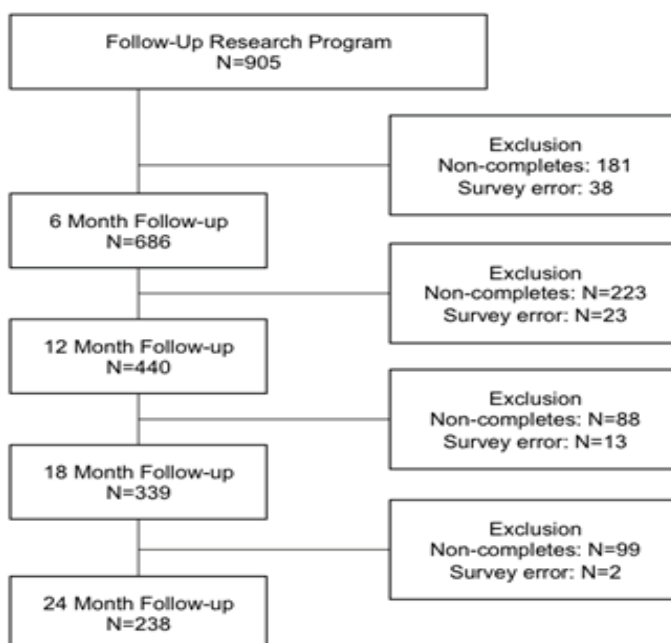 Follow-Up Research Program
N=905
Exclusion
Non-completes: 181
Survey error: 38
6 Month Follow-up
N=686
Exclusion
Non-completes: N=223
Survey error: N=23
12 Month Follow-up
N=440
Exclusion
Non-completes: N=88
Survey error: N=13
18 Month Follow-up
N=339
Exclusion
Non-completes: N=99
Survey error: N=2
24 Month Follow-up
N=238